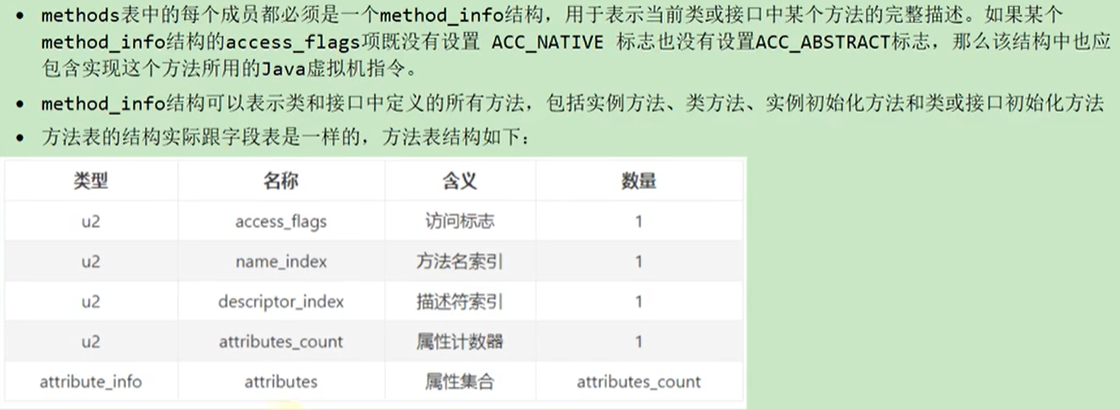 • methods表中的每个成员都必须是一个method_info结构，用于表示当前类或接口中某个方法的完整描述。如果某个
method_info结构的access_flags项既没有设置 ACC_NATIVE 标志也没有设置ACC_ABSTRACT标志，那么该结构中也应
包含实现这个方法所用的Java虚拟机指令。
• method_info结构可以表示类和接口中定义的所有方法，包括实例方法、类方法、实例初始化方法和类或接口初始化方法
• 方法表的结构实际跟字段表是一样的，方法表结构如下：
类型 名称 含义 数量
u2 access_flags 访问标志 1
u2 name_index 方法名索引 1
u2 descriptor_index 描述符索引 1
u2 attributes_count 属性计数器 1
attribute_info attributes 属性集合 attributes_count